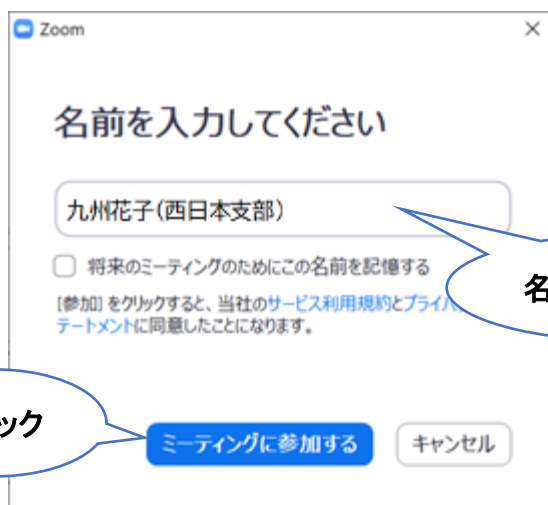 Zoom
名前を入力してください
九州花子(西日本支部)
将来のミーティングのためにこの名前を記憶する
[参加] をクリックすると、当社のサービス利用規約とプライバ
テートメントに同意したことになります。
名
ック
ミーティングに参加する
キャンセル